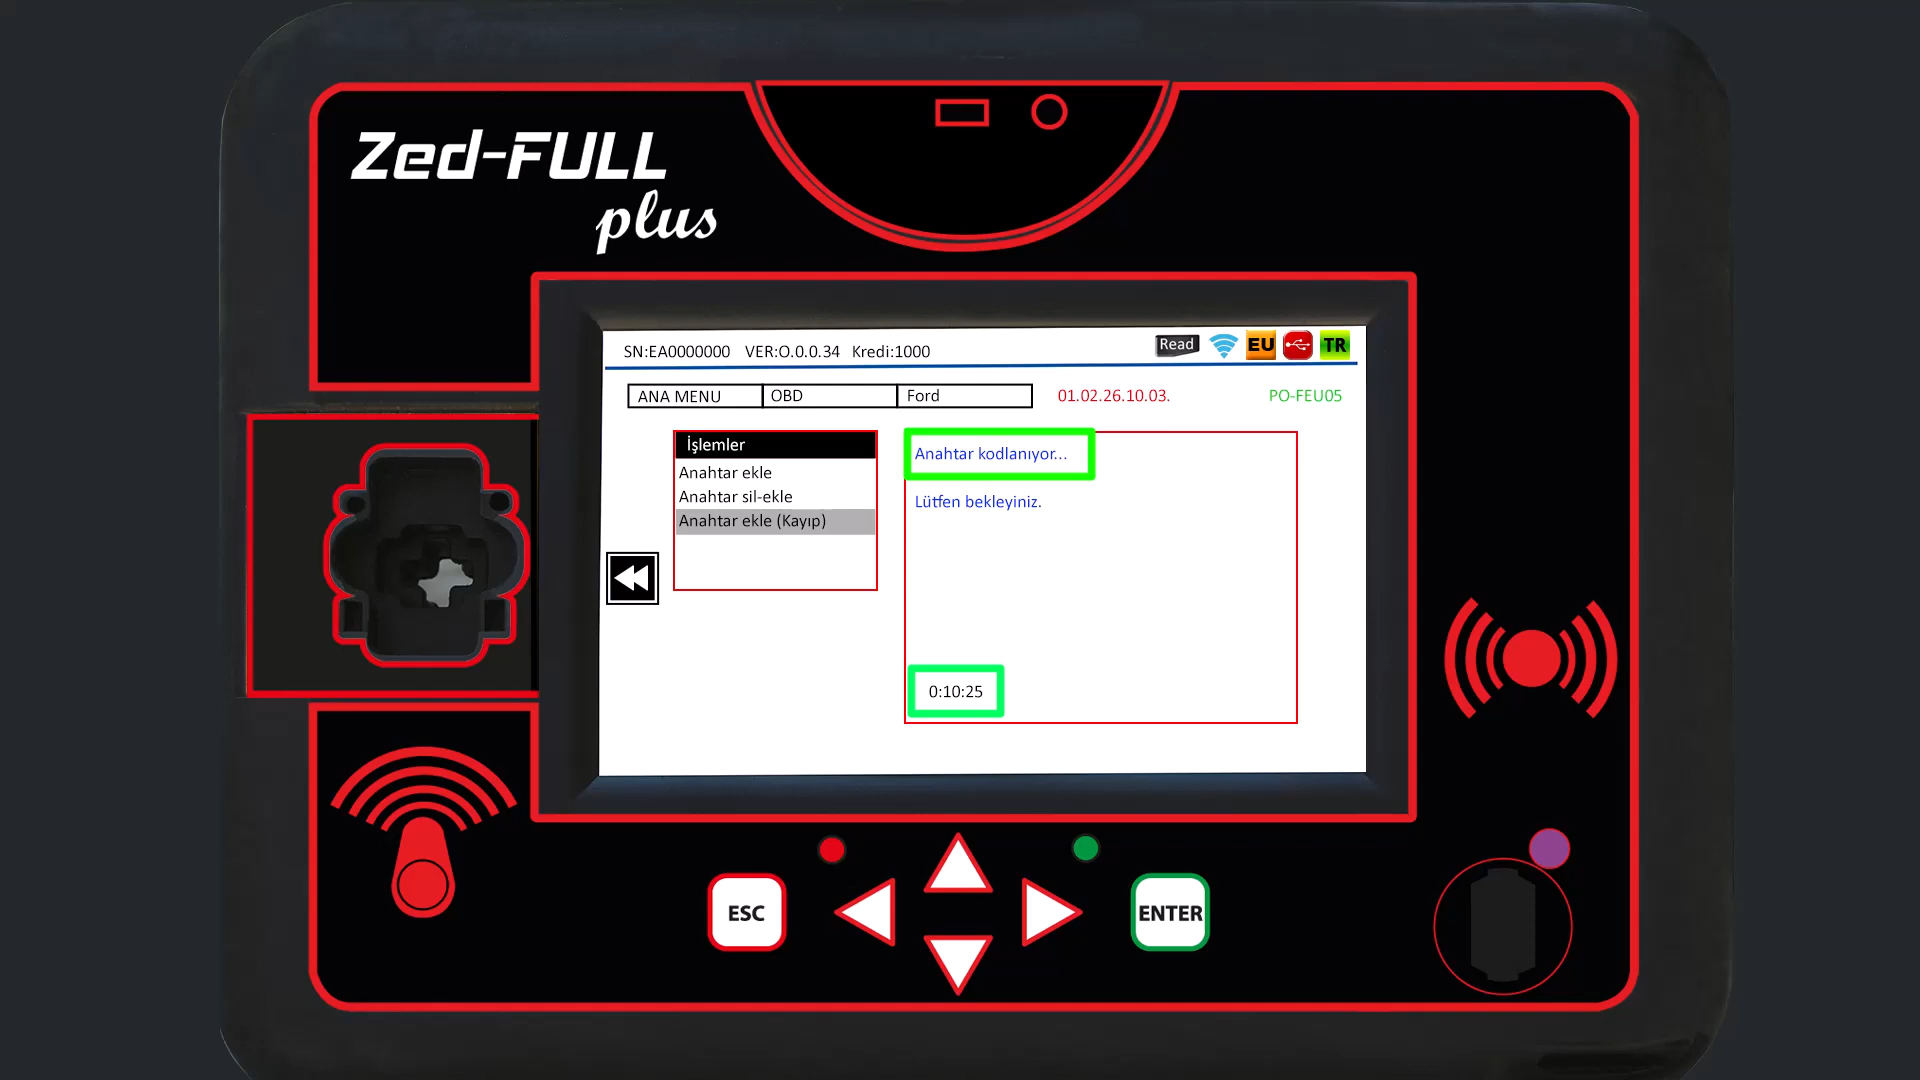 Zed-FULL
plus
SN:EA0000000 VER:O.0.0.34 Kredi:1000
Read
EU
TR
ANA MENU
OBD
Ford
01.02.26.10.03.
PO-FEU05
İşlemler
Anahtar ekle
Anahtar sil-ekle
Anahtar ekle (Kayıp)
Anahtar kodlanıyor...
Lütfen bekleyiniz.
0:10:25
ESC
ENTER